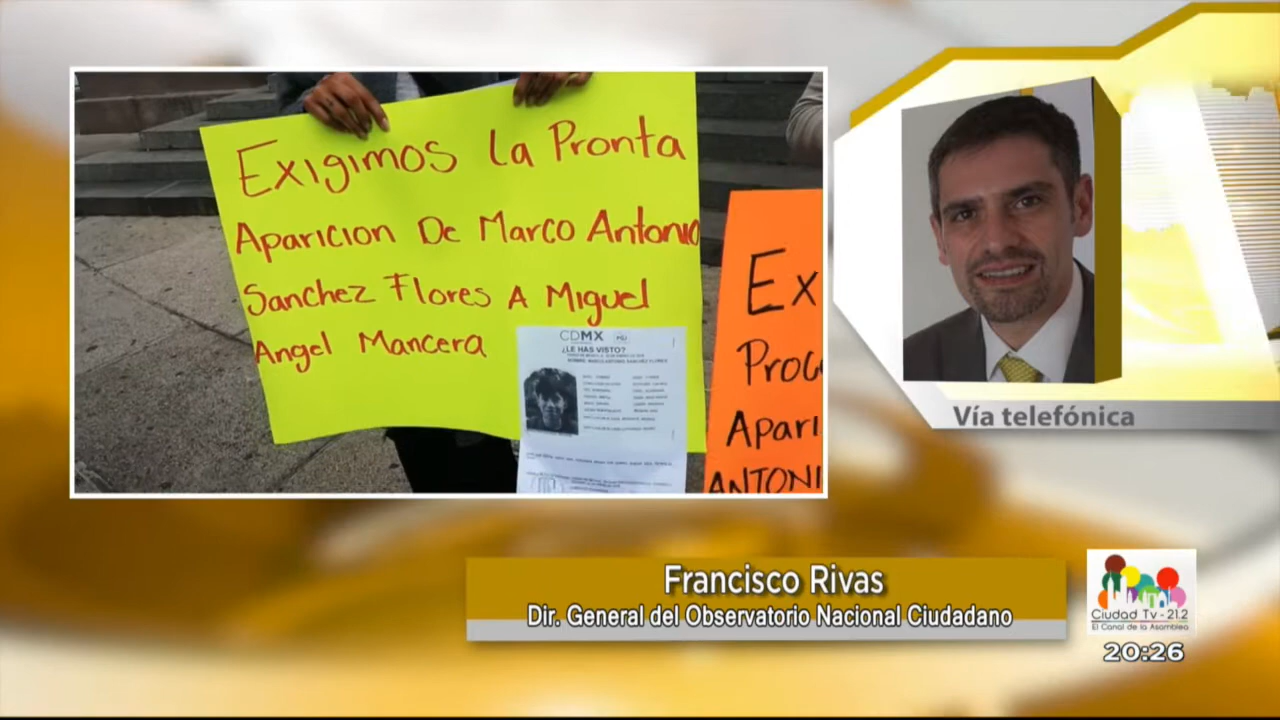 Exigimos La Pronta
Aparicion De Marco Antonio
Sanchez Flores A Miguel
Angel Mancera
CDMX
¿LE HAS VISTO?
Ex
Proc
Apari
ANTONI
Vía telefónica
Francisco Rivas
Dir. General del Observatorio Nacional Ciudadano
Ciudad Tv - 21.2
El Canal de la Asamblea
20:26